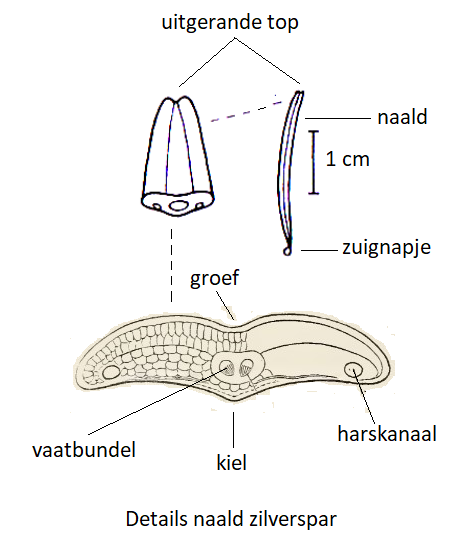 uitgerande top
naald
1 cm
zuignapje
groef
harskanaal
vaatbundel
kiel
Details naald zilverspar